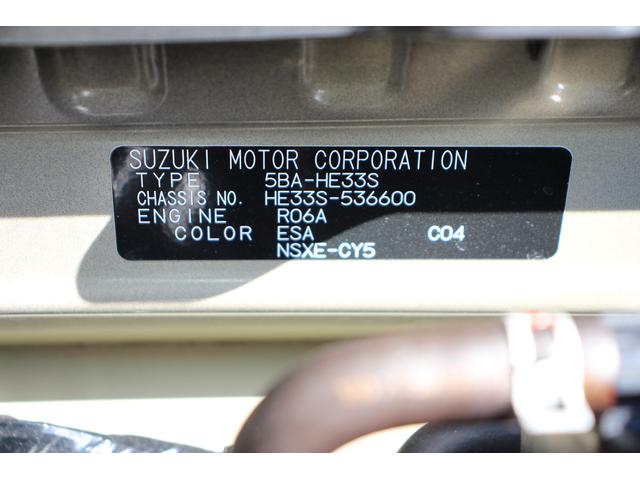 SUZUKI MOTOR CORPORATION
TYPE 5BA-HE33S
CHASSIS NO. HE33S-536600
ENGINE R06A
COLOR ESA C04
NSXE-CY5